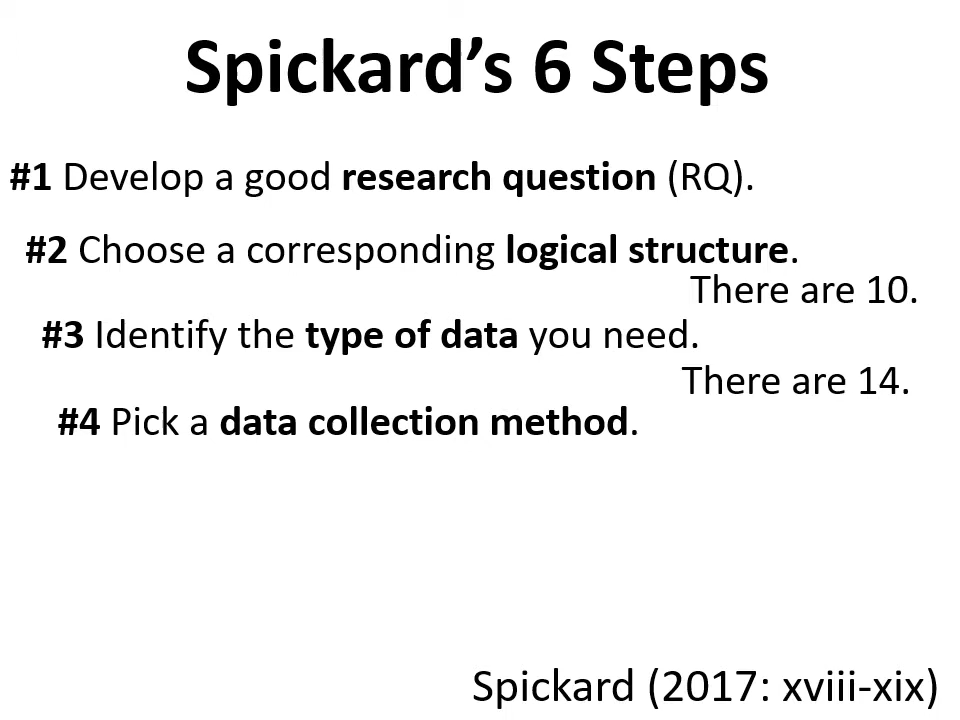 Spickard’s 6 Steps
#1 Develop a good research question (RQ).
#2 Choose a corresponding logical structure.
There are 10.
#3 Identify the type of data you need.
There are 14.
#4 Pick a data collection method.
Spickard (2017: xviii-xix)